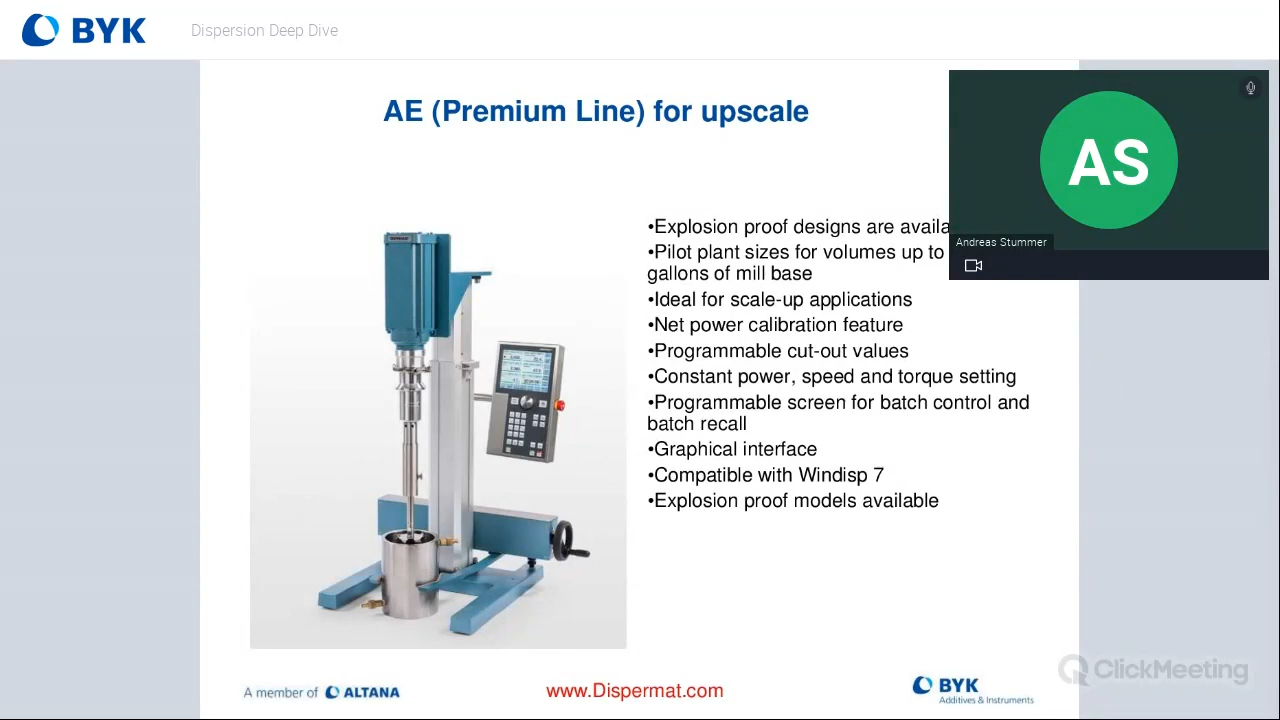 BYK
Dispersion Deep Dive
AE (Premium Line) for upscale
AS
Andreas Stummer
•Explosion proof designs are
•Pilot plant sizes for volumes up to
gallons of mill base
•Ideal for scale-up applications
•Net power calibration feature
•Programmable cut-out values
•Constant power, speed and torque setting
•Programmable screen for batch control and
batch recall
•Graphical interface
•Compatible with Windisp 7
•Explosion proof models available
A member of ALTANA
www.Dispermat.com
BYK
Additives & Instruments
ClickMeeting